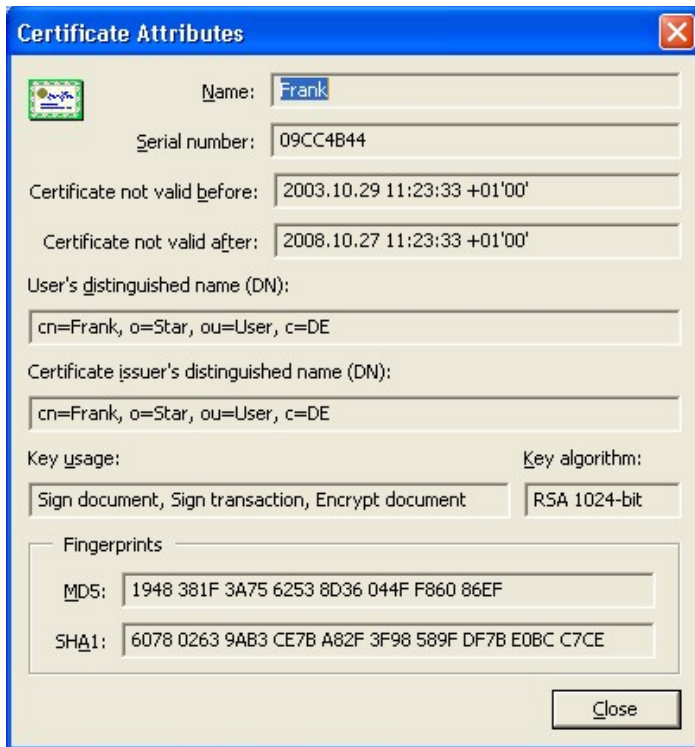 Certificate Attributes
Name: Frank
Serial number: 09CC4B44
Certificate not valid before: 2003.10.29 11:23:33 +01'00'
Certificate not valid after: 2008.10.27 11:23:33 +01'00'
User's distinguished name (DN):
cn=Frank, o=Star, ou=User, c=DE
Certificate issuer's distinguished name (DN):
cn=Frank, o=Star, ou=User, c=DE
Key usage: Key algorithm:
Sign document, Sign transaction, Encrypt document RSA 1024-bit
Fingerprints
MD5: 1948 381F 3A75 6253 8D36 044F F860 86EF
SHA1: 6078 0263 9AB3 CE7B A82F 3F98 589F DF7B E0BC C7CE
Close